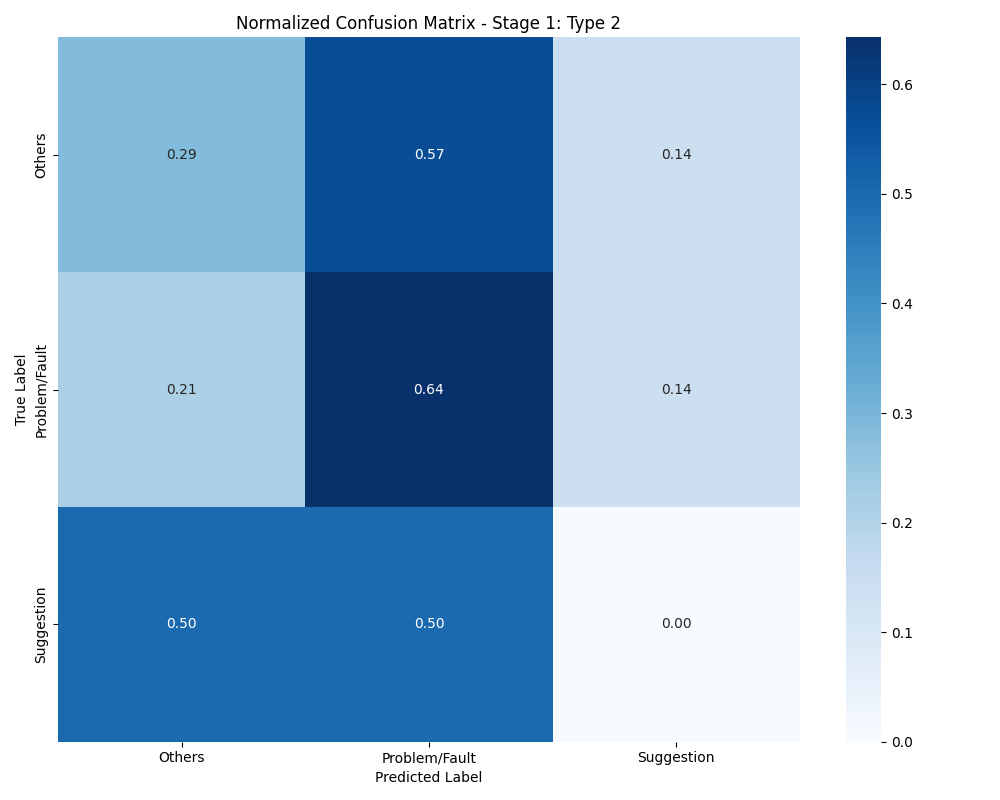 Normalized Confusion Matrix - Stage 1: Type 2
True Label
Others
0.29 0.57 0.14
Problem/Fault
0.21 0.64 0.14
Suggestion
0.50 0.50 0.00
Others Problem/Fault Suggestion
Predicted Label
0.6
0.5
0.4
0.3
0.2
0.1
0.0